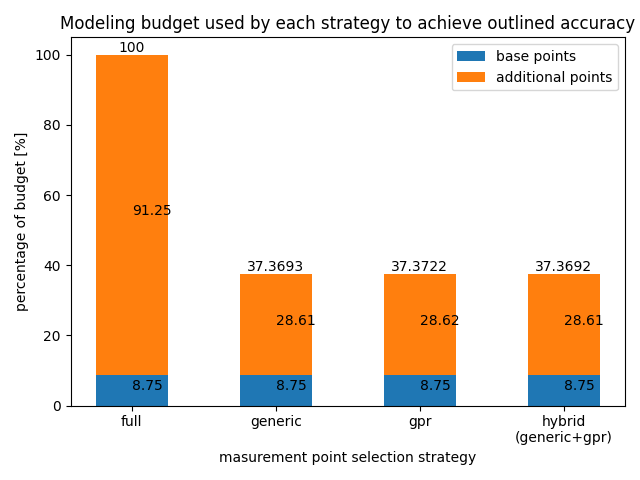 Modeling budget used by each strategy to achieve outlined accuracy
percentage of budget [%]
100
80
60
40
20
0
base points
additional points
100
91.25
8.75
37.3693
28.61
8.75
37.3722
28.62
8.75
37.3692
28.61
8.75
full
generic
gpr
hybrid
(generic+gpr)
masurement point selection strategy